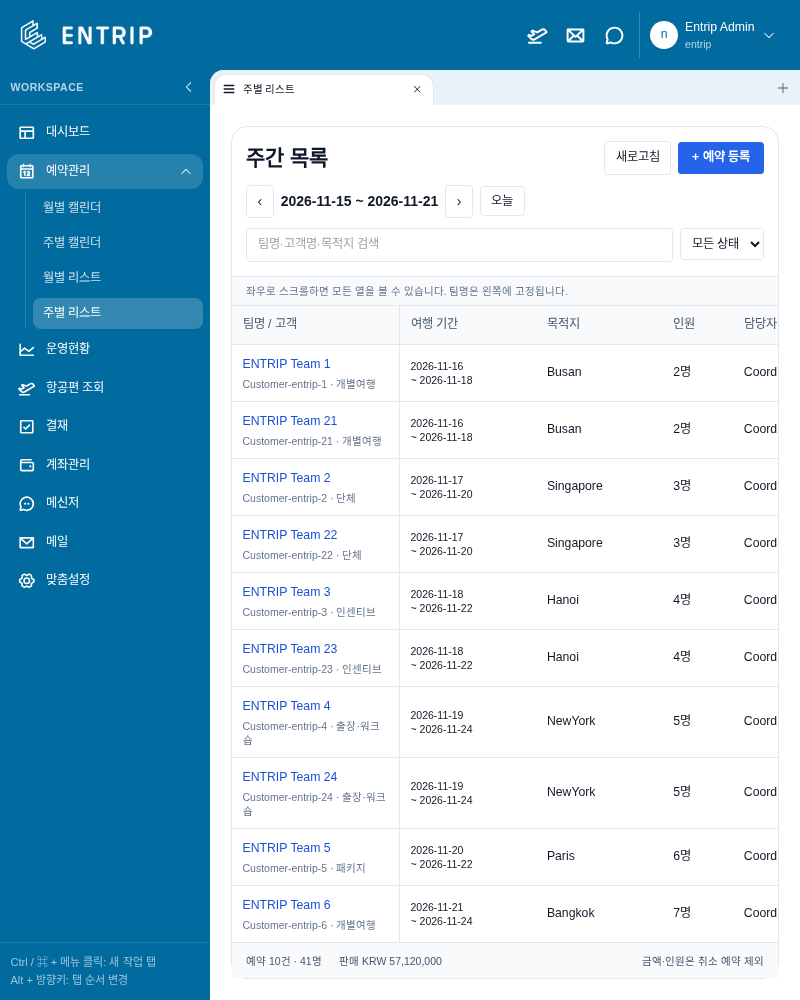 ENTRIP
n
Entrip Admin
entrip
WORKSPACE
주별 리스트
대시보드
예약관리
월별 캘린더
주별 캘린더
월별 리스트
주별 리스트
운영현황
항공편 조회
결재
계좌관리
메신저
메일
맞춤설정
Ctrl / ⌘ + 메뉴 클릭: 새 작업 탭
Alt + 방향키: 탭 순서 변경
주간 목록
새로고침
+ 예약 등록
‹ 2026-11-15 ~ 2026-11-21 › 오늘
팀명·고객명·목적지 검색
모든 상태
좌우로 스크롤하면 모든 열을 볼 수 있습니다. 팀명은 왼쪽에 고정됩니다.
팀명 / 고객 여행 기간 목적지 인원 담당자
ENTRIP Team 1
Customer-entrip-1 · 개별여행
2026-11-16
~ 2026-11-18
Busan 2명 Coord
ENTRIP Team 21
Customer-entrip-21 · 개별여행
2026-11-16
~ 2026-11-18
Busan 2명 Coord
ENTRIP Team 2
Customer-entrip-2 · 단체
2026-11-17
~ 2026-11-20
Singapore 3명 Coord
ENTRIP Team 22
Customer-entrip-22 · 단체
2026-11-17
~ 2026-11-20
Singapore 3명 Coord
ENTRIP Team 3
Customer-entrip-3 · 인센티브
2026-11-18
~ 2026-11-22
Hanoi 4명 Coord
ENTRIP Team 23
Customer-entrip-23 · 인센티브
2026-11-18
~ 2026-11-22
Hanoi 4명 Coord
ENTRIP Team 4
Customer-entrip-4 · 출장·워크
숍
2026-11-19
~ 2026-11-24
NewYork 5명 Coord
ENTRIP Team 24
Customer-entrip-24 · 출장·워크
숍
2026-11-19
~ 2026-11-24
NewYork 5명 Coord
ENTRIP Team 5
Customer-entrip-5 · 패키지
2026-11-20
~ 2026-11-22
Paris 6명 Coord
ENTRIP Team 6
Customer-entrip-6 · 개별여행
2026-11-21
~ 2026-11-24
Bangkok 7명 Coord
예약 10건 · 41명 판매 KRW 57,120,000 금액·인원은 취소 예약 제외